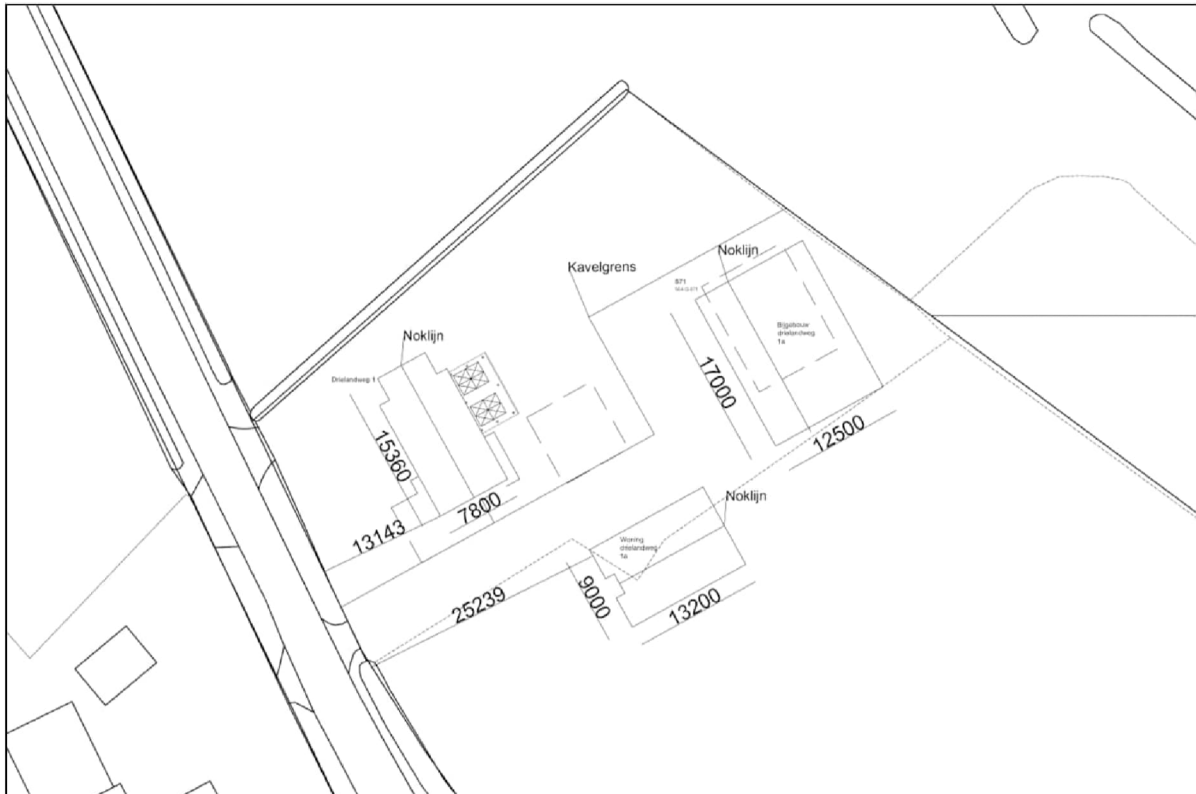 Noklijn
Kavelgrens
871
Bijgebouw
drielandweg
1a
Noklijn
Drielandweg 1
17000
15360
12500
7800
13143
Noklijn
Woning
drielandweg
1a
9000
25239
13200